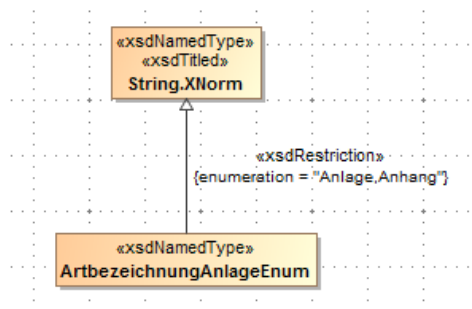 «xsdNamedType»
«xsdTitled»
String.XNorm
«xsdRestriction»
{enumeration = "Anlage,Anhang"}
«xsdNamedType»
ArtbezeichnungAnlageEnum